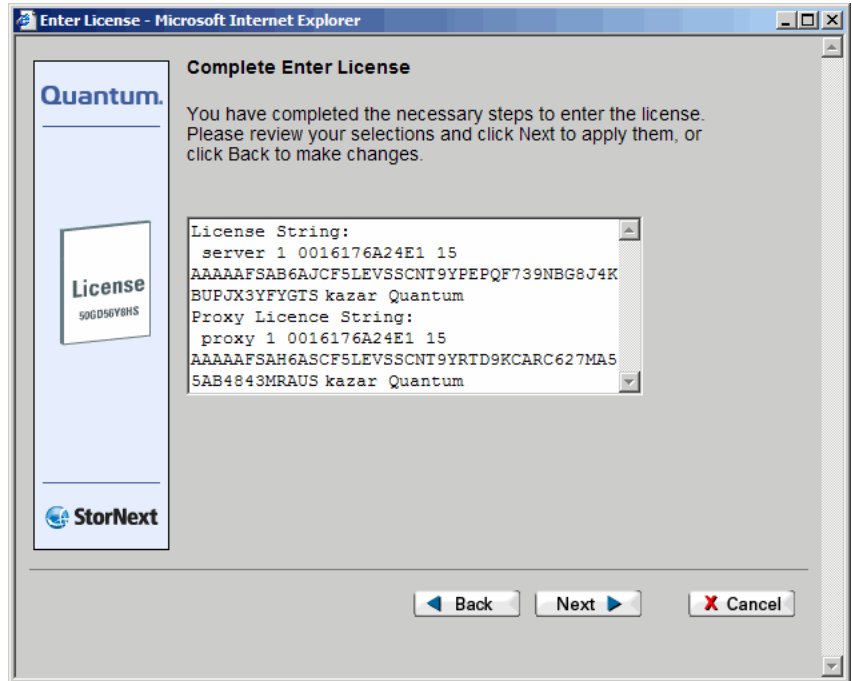 Enter License - Microsoft Internet Explorer
Quantum.
License
50GD56Y8HS
StorNext
Complete Enter License
You have completed the necessary steps to enter the license.
Please review your selections and click Next to apply them, or
click Back to make changes.
License String:
server 1 0016176A24E1 15
AAAAAFSAB6AJCF5LEVSSCNT9YPEPQF739NBG8J4K
BUPJX3YFYGTS kazar Quantum
Proxy Licence String:
proxy 1 0016176A24E1 15
AAAAAFSAH6ASCF5LEVSSCNT9YRTD9KCARC627MA5
5AB4843MRAUS kazar Quantum
Back
Next
X Cancel